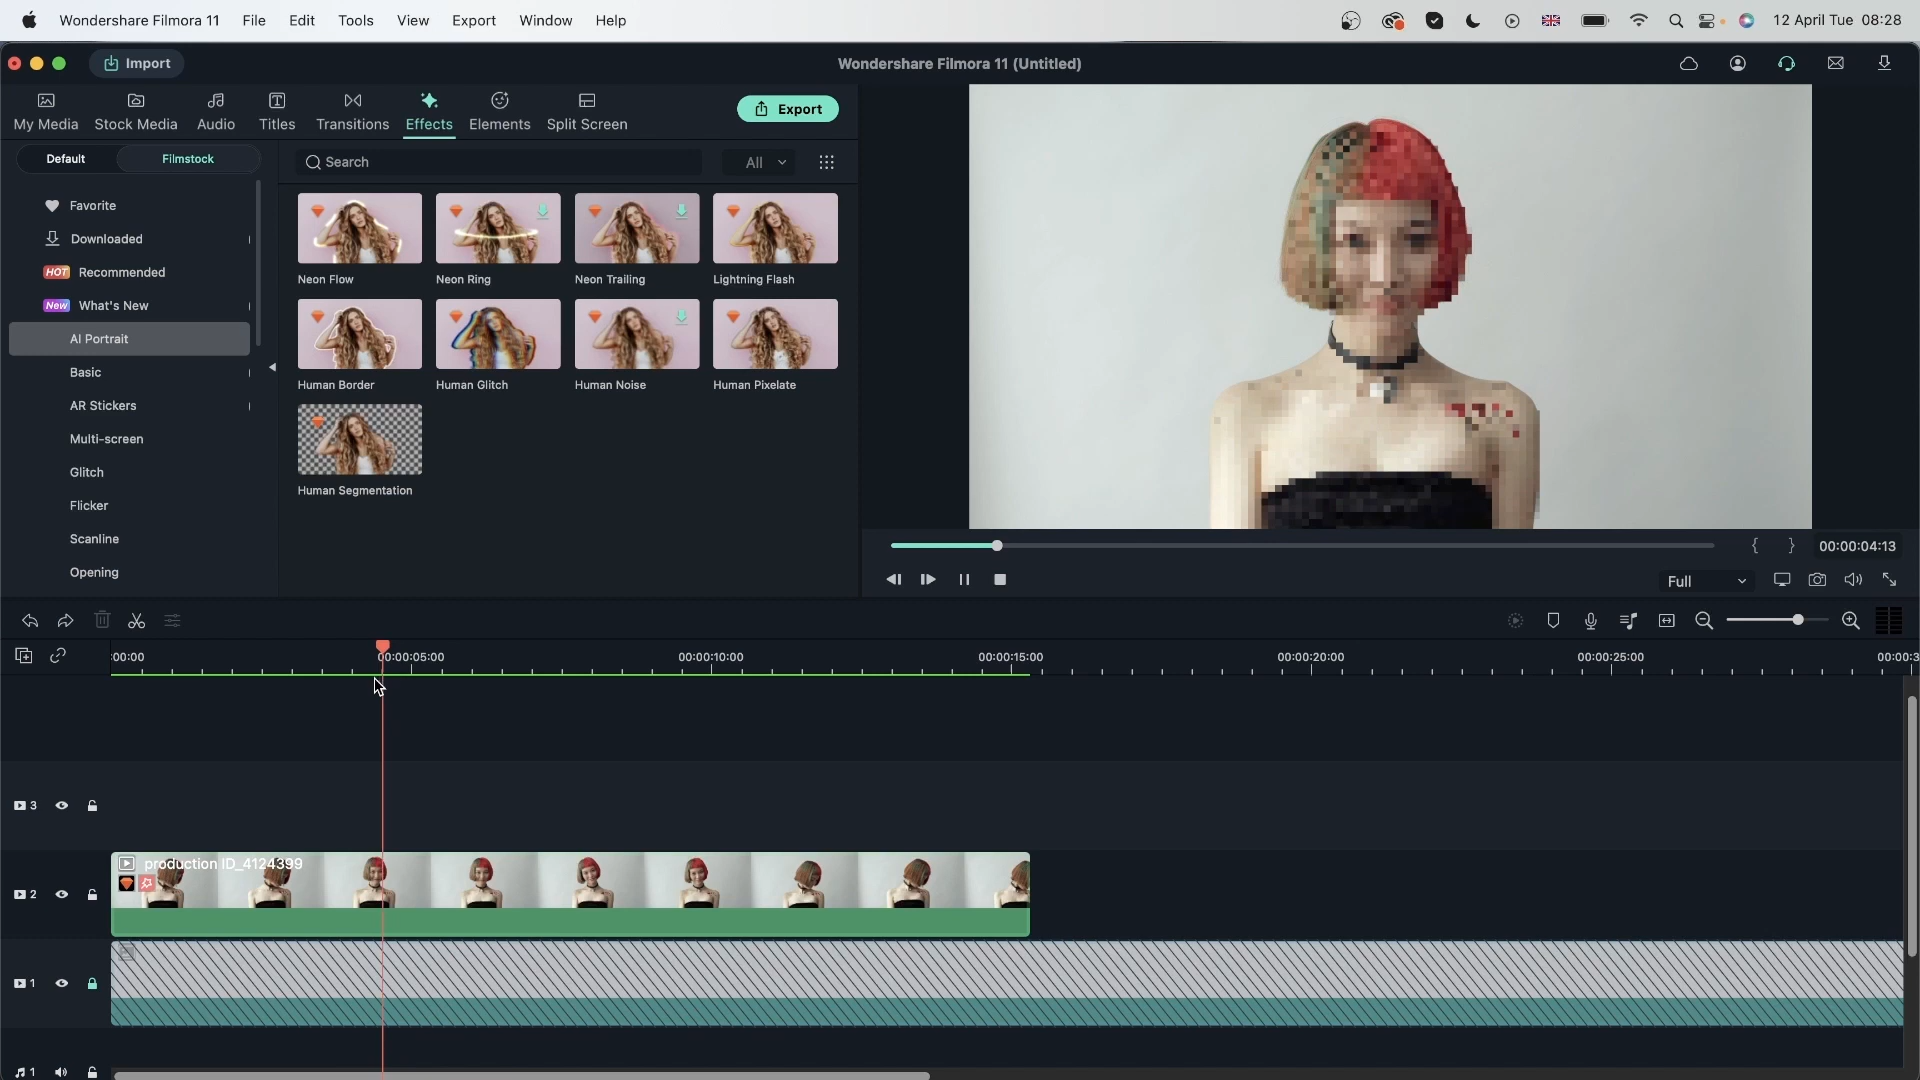 Wondershare Filmora 11 File Edit Tools View Export Window Help 12 April Tue 08:28
Import Wondershare Filmora 11 (Untitled)
My Media Stock Media Audio Titles Transitions Effects Elements Split Screen Export
Default Filmstock Search All
Favorite
Downloaded
HOT Recommended
New What's New
AI Portrait
Basic
AR Stickers
Multi-screen
Glitch
Flicker
Scanline
Opening
Neon Flow Neon Ring Neon Trailing Lightning Flash
Human Border Human Glitch Human Noise Human Pixelate
Human Segmentation
00:00:04:13
Full
:00:00 00:00:05:00 00:00:10:00 00:00:15:00 00:00:20:00 00:00:25:00 00:00:3
3
production ID_4124399
2
1
1